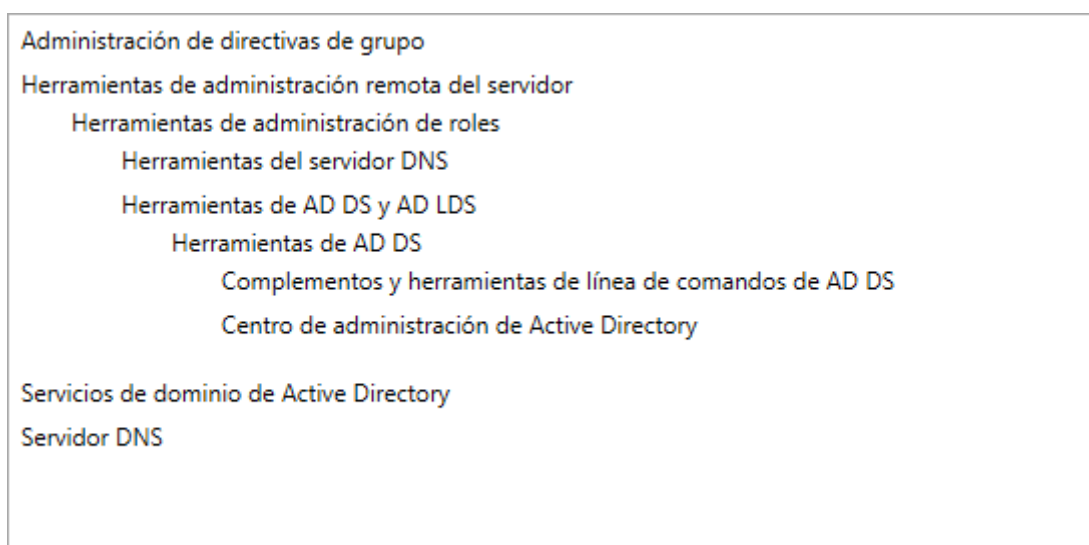 Administración de directivas de grupo
Herramientas de administración remota del servidor
Herramientas de administración de roles
Herramientas del servidor DNS
Herramientas de AD DS y AD LDS
Herramientas de AD DS
Complementos y herramientas de línea de comandos de AD DS
Centro de administración de Active Directory
Servicios de dominio de Active Directory
Servidor DNS